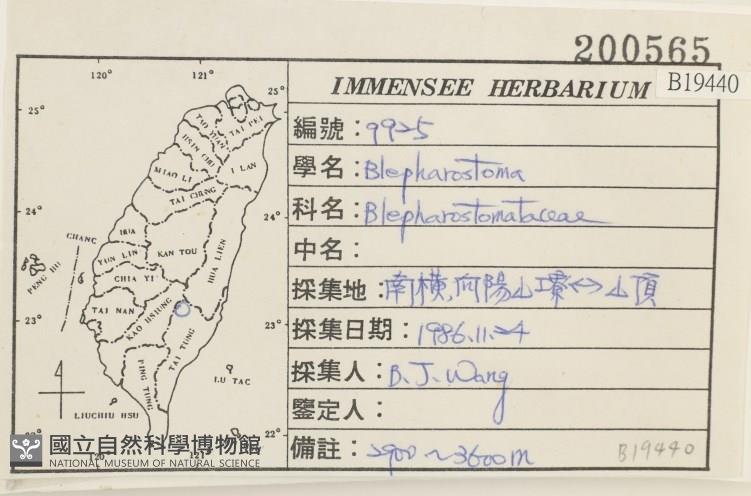 200565
IMMENSEE HERBARIUM
B19440
編號：9925
學名：Blepharostoma
科名：Blepharostomataceae
中名：
採集地：南橫,向陽山壩<->山頂
採集日期：1986.11.24
採集人：B.J.Wang
鑒定人：
備註：2900～3600m
B19440
120°
121°
25°
25°
TAO YUAN
TAI PEI
HSIN CHU
I LAN
MIAO LI
TAI CHUNG
24°
24°
CHANG HUA
YUN LIN
KAN TOU
HUA LIEN
PENG HU
CHIA YI
TAI NAN
KAO HSIUNG
23°
23°
TAI TUNG
PING TUNG
LU TAC
LIUCHIU HSU
22°
120°
121°
國立自然科學博物館
NATIONAL MUSEUM OF NATURAL SCIENCE